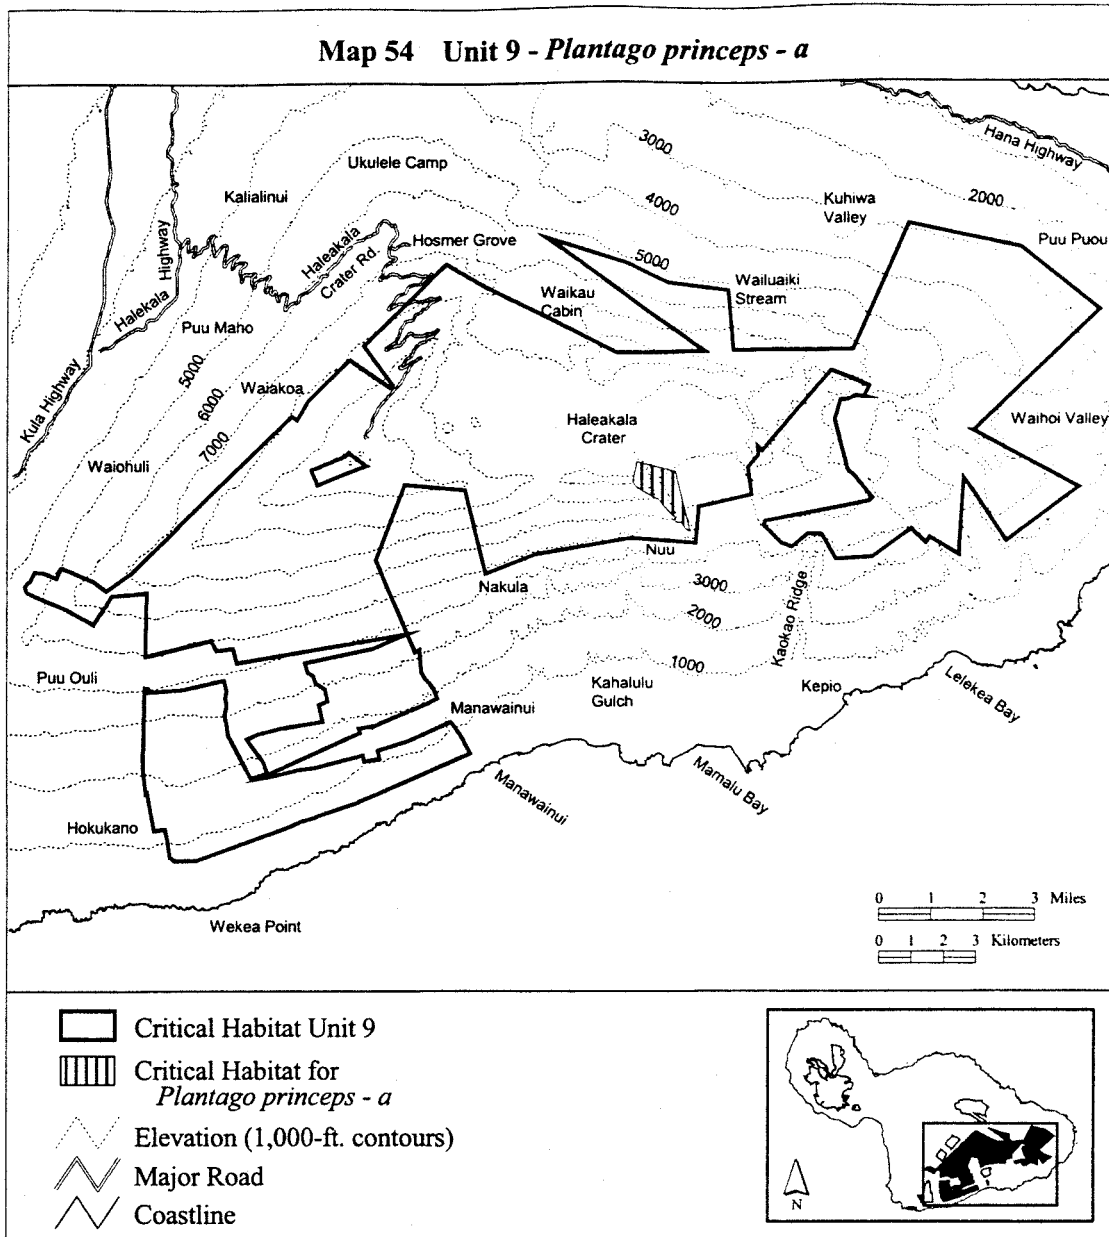 Map 54 Unit 9 - Plantago princeps - a
Hana Highway
3000
Ukulele Camp
2000
Kalialinui
4000
Kuhiwa
Valley
Highway
Haleakala
Crater Rd.
Hosmer Grove
Puu Puou
5000
Wailuaiki
Stream
Waikau
Cabin
Halekala
Puu Maho
5000
Kula Highway
Waiakoa
6000
7000
Haleakala
Crater
Waihoi Valley
Waiohuli
Nuu
Nakula
3000
2000
Kaokao Ridge
1000
Puu Ouli
Kahalulu
Gulch
Kepio
Lelekea Bay
Manawainui
Manawainui
Mamalu Bay
Hokukano
Wekea Point
0 1 2 3 Miles
0 1 2 3 Kilometers
Critical Habitat Unit 9
Critical Habitat for
Plantago princeps - a
Elevation (1,000-ft. contours)
Major Road
Coastline
N